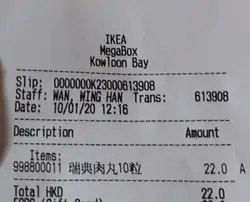 IKEA
MegaBox
Kowloon Bay
Slip: 0000000K23000613908
Staff: WAN, WING HAN Trans: 613908
Date: 10/01/20 12:16
Description Amount
Items:
998800011 瑞典肉丸10粒 22.0 A
Total HKD 22.0